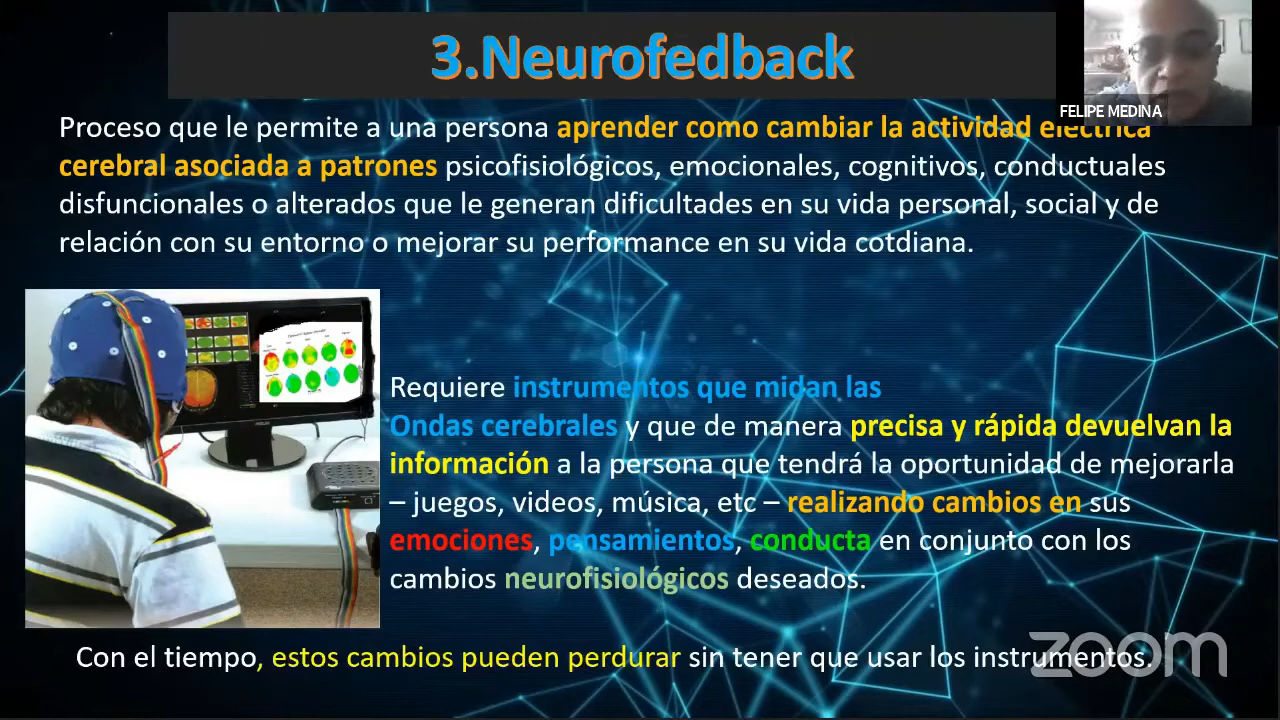 3.Neurofedback
FELIPE MEDINA
Proceso que le permite a una persona aprender como cambiar la actividad eléctrica
cerebral asociada a patrones psicofisiológicos, emocionales, cognitivos, conductuales
disfuncionales o alterados que le generan dificultades en su vida personal, social y de
relación con su entorno o mejorar su performance en su vida cotdiana.
Requiere instrumentos que midan las
Ondas cerebrales y que de manera precisa y rápida devuelvan la
información a la persona que tendrá la oportunidad de mejorarla
– juegos, videos, música, etc – realizando cambios en sus
emociones, pensamientos, conducta en conjunto con los
cambios neurofisiológicos deseados.
Con el tiempo, estos cambios pueden perdurar sin tener que usar los instrumentos.
zoom